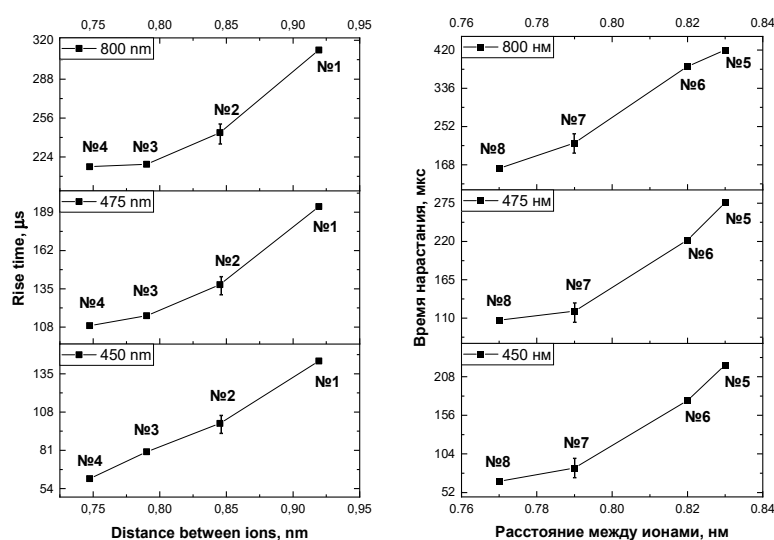 0,75 0,80 0,85 0,90 0,95
320
288
256
224
800 nm
№4 №3 №2 №1
189
162
135
108
475 nm
№4 №3 №2 №1
135
108
81
54
450 nm
№4 №3 №2 №1
0,75 0,80 0,85 0,90 0,95
Rise time, µs
Distance between ions, nm
0.76 0.78 0.80 0.82 0.84
420
336
252
168
800 нм
№8 №7 №6 №5
275
220
165
110
475 нм
№8 №7 №6 №5
208
156
104
52
450 нм
№8 №7 №6 №5
0.76 0.78 0.80 0.82 0.84
Время нарастания, мкс
Расстояние между ионами, нм